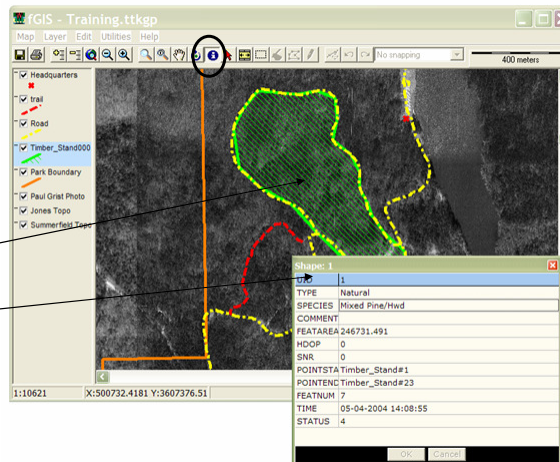 fGIS - Training.ttkgp
Map Layer Edit Utilities Help
No snapping
400 meters
Headquarters
trail
Road
Timber_Stand000
Park Boundary
Paul Grist Photo
Jones Topo
Summerfield Topo
Shape: 1
UID 1
TYPE Natural
SPECIES Mixed Pine/Hwd
COMMENT
FEATAREA 246731.491
HDOP 0
SNR 0
POINTSTA Timber_Stand#1
POINTEND Timber_Stand#23
FEATNUM 7
TIME 05-04-2004 14:08:55
STATUS 4
OK Cancel
1:10621 X:500732.4181 Y:3607376.51